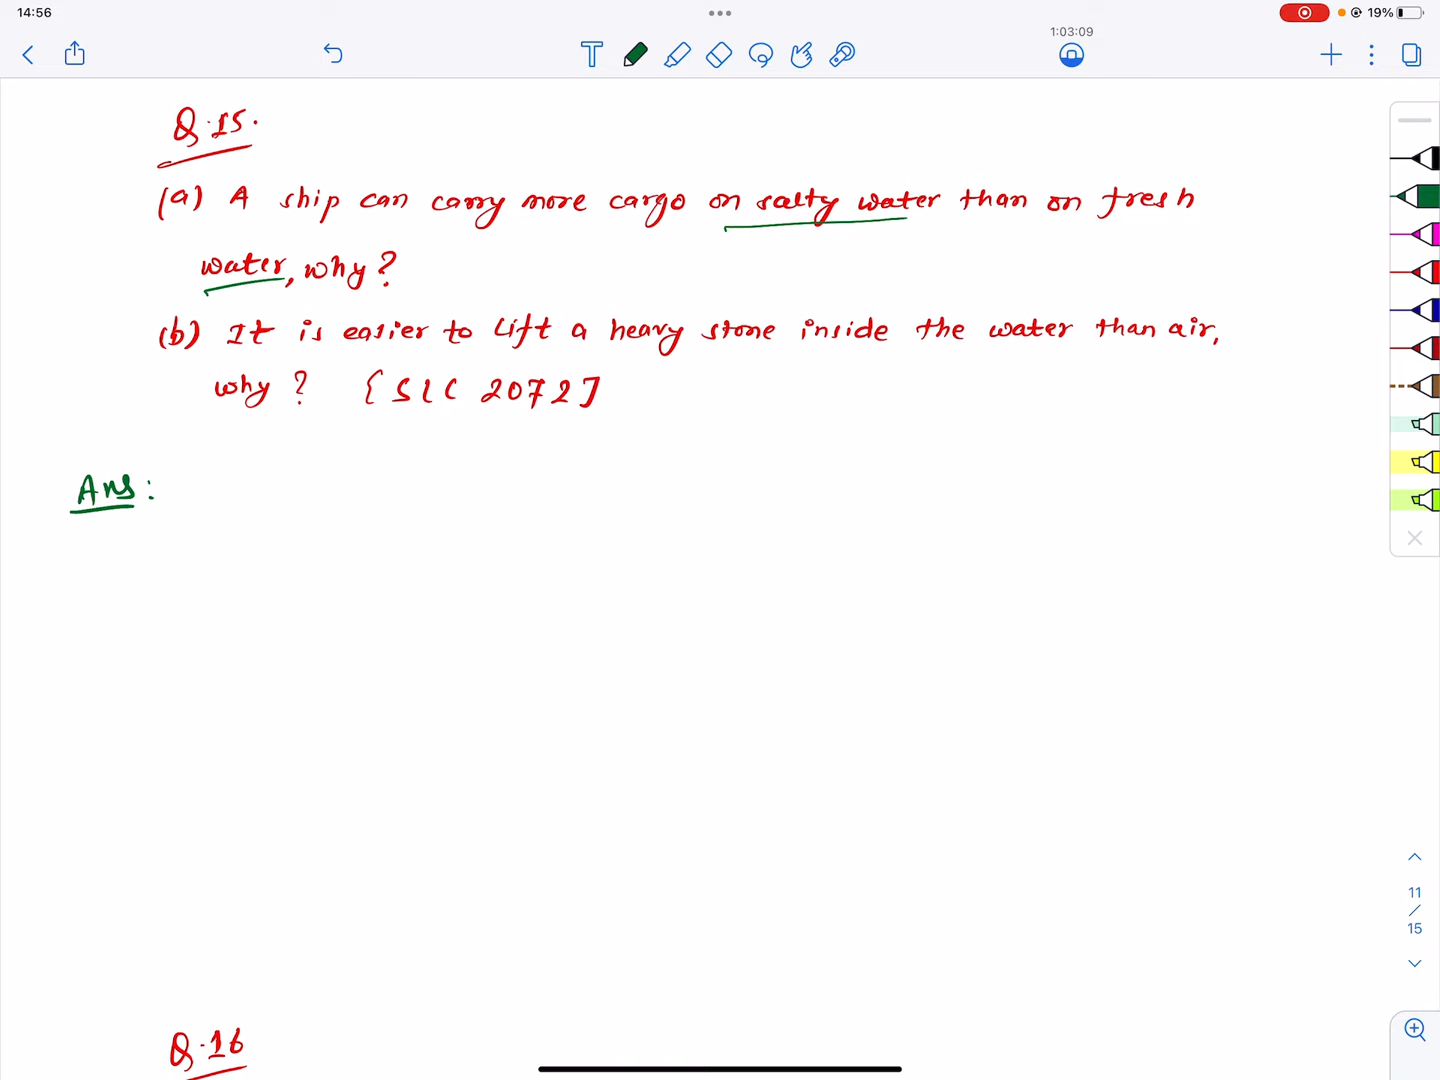 14:56
19%
1:03:09
Q.15.
(a) A ship can carry more cargo on salty water than on fresh
water, why?
(b) It is easier to lift a heavy stone inside the water than air,
why? [SLC 2072]
Ans:
11
/
15
Q.16